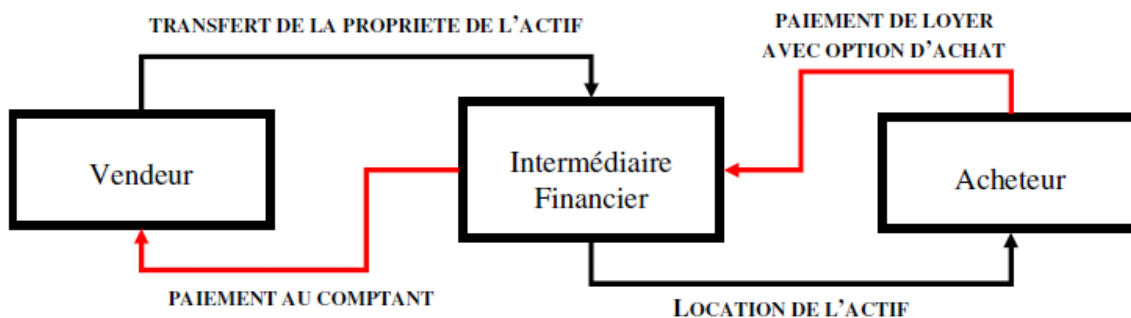 TRANSFERT DE LA PROPRIETE DE L'ACTIF
PAIEMENT DE LOYER
AVEC OPTION D'ACHAT
Vendeur
Intermédiaire
Financier
Acheteur
PAIEMENT AU COMPTANT
LOCATION DE L'ACTIF